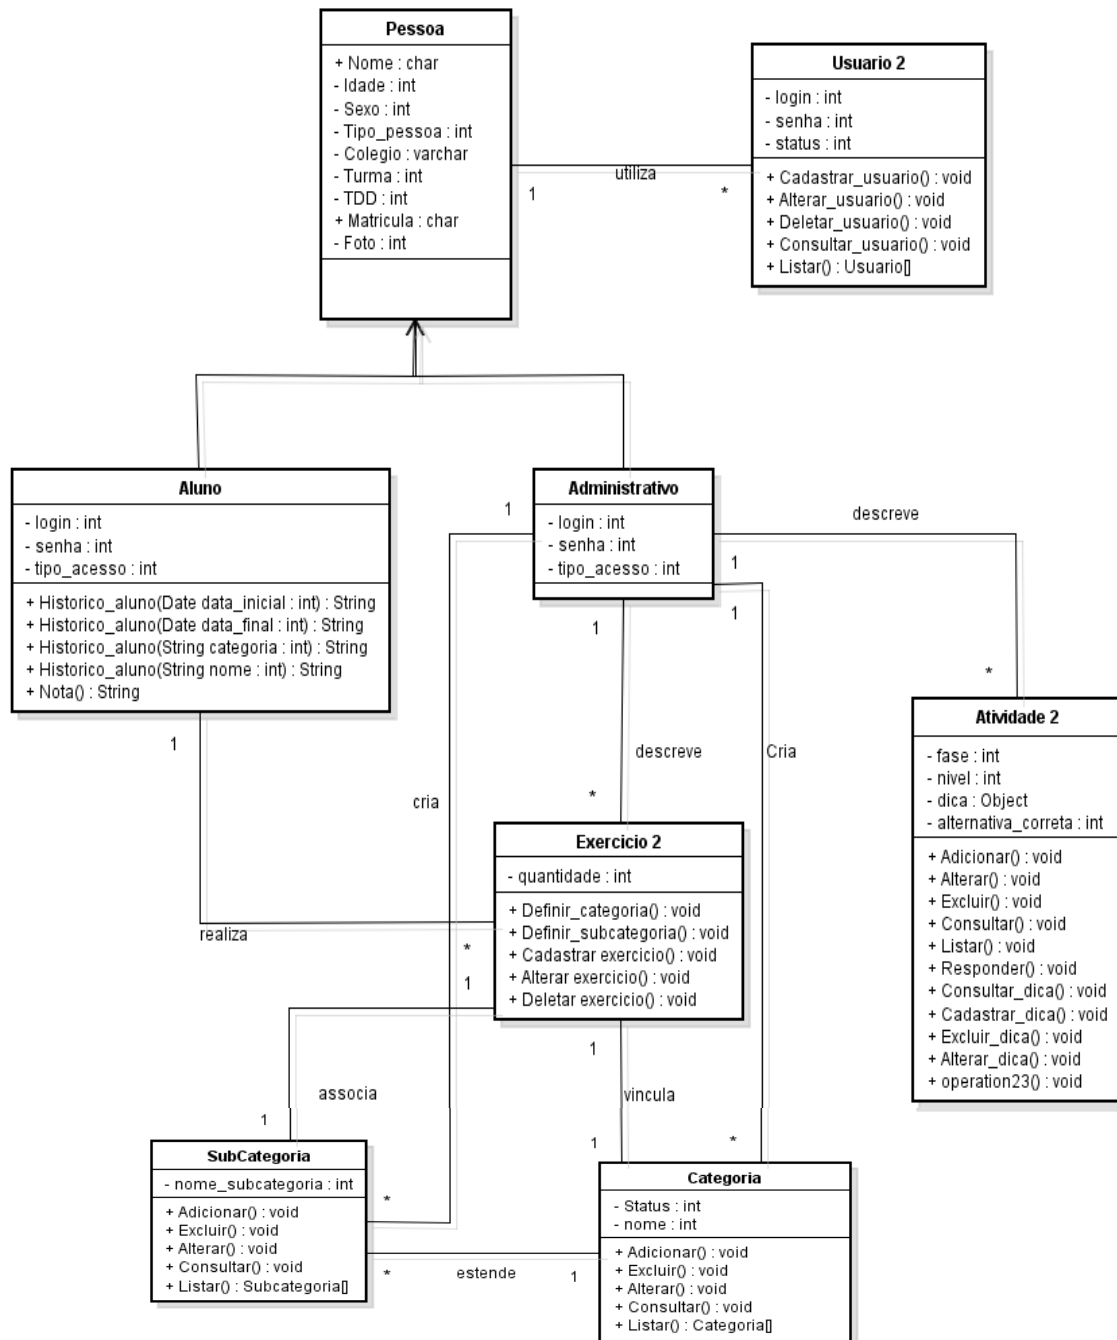 Pessoa
+ Nome : char
- Idade : int
- Sexo : int
- Tipo_pessoa : int
- Colegio : varchar
- Turma : int
- TDD : int
+ Matricula : char
- Foto : int
Usuario 2
- login : int
- senha : int
- status : int
+ Cadastrar_usuario() : void
+ Alterar_usuario() : void
+ Deletar_usuario() : void
+ Consultar_usuario() : void
+ Listar() : Usuario[]
utiliza
1
*
Aluno
- login : int
- senha : int
- tipo_acesso : int
+ Historico_aluno(Date data_inicial : int) : String
+ Historico_aluno(Date data_final : int) : String
+ Historico_aluno(String categoria : int) : String
+ Historico_aluno(String nome : int) : String
+ Nota() : String
Administrativo
- login : int
- senha : int
- tipo_acesso : int
1
descreve
1
1
1
*
1
descreve
Cria
cria
*
Atividade 2
- fase : int
- nivel : int
- dica : Object
- alternativa_correta : int
+ Adicionar() : void
+ Alterar() : void
+ Excluir() : void
+ Consultar() : void
+ Listar() : void
+ Responder() : void
+ Consultar_dica() : void
+ Cadastrar_dica() : void
+ Excluir_dica() : void
+ Alterar_dica() : void
+ operation23() : void
Exercicio 2
- quantidade : int
+ Definir_categoria() : void
+ Definir_subcategoria() : void
+ Cadastrar exercicio() : void
+ Alterar exercicio() : void
+ Deletar exercicio() : void
realiza
*
1
1
associa
vincula
1
1
*
SubCategoria
- nome_subcategoria : int
+ Adicionar() : void
+ Excluir() : void
+ Alterar() : void
+ Consultar() : void
+ Listar() : Subcategoria[]
*
*
estende
1
Categoria
- Status : int
- nome : int
+ Adicionar() : void
+ Excluir() : void
+ Alterar() : void
+ Consultar() : void
+ Listar() : Categoria[]